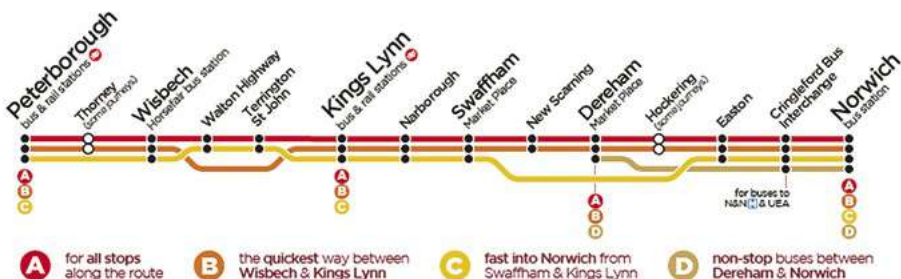 Peterborough
bus & rail stations
Thorney
(some journeys)
Wisbech
Horsefair bus station
Walton Highway
Terrington
St John
Kings Lynn
bus & rail stations
Narborough
Swaffham
Market Place
New Scarning
Dereham
Market Place
Hockering
(some journeys)
Easton
Cringleford Bus
Interchange
Norwich
bus station
A
B
C
A
B
C
A
B
D
for buses to
N&N H & UEA
A
B
C
D
A for all stops
along the route
B the quickest way between
Wisbech & Kings Lynn
C fast into Norwich from
Swaffham & Kings Lynn
D non-stop buses between
Dereham & Norwich